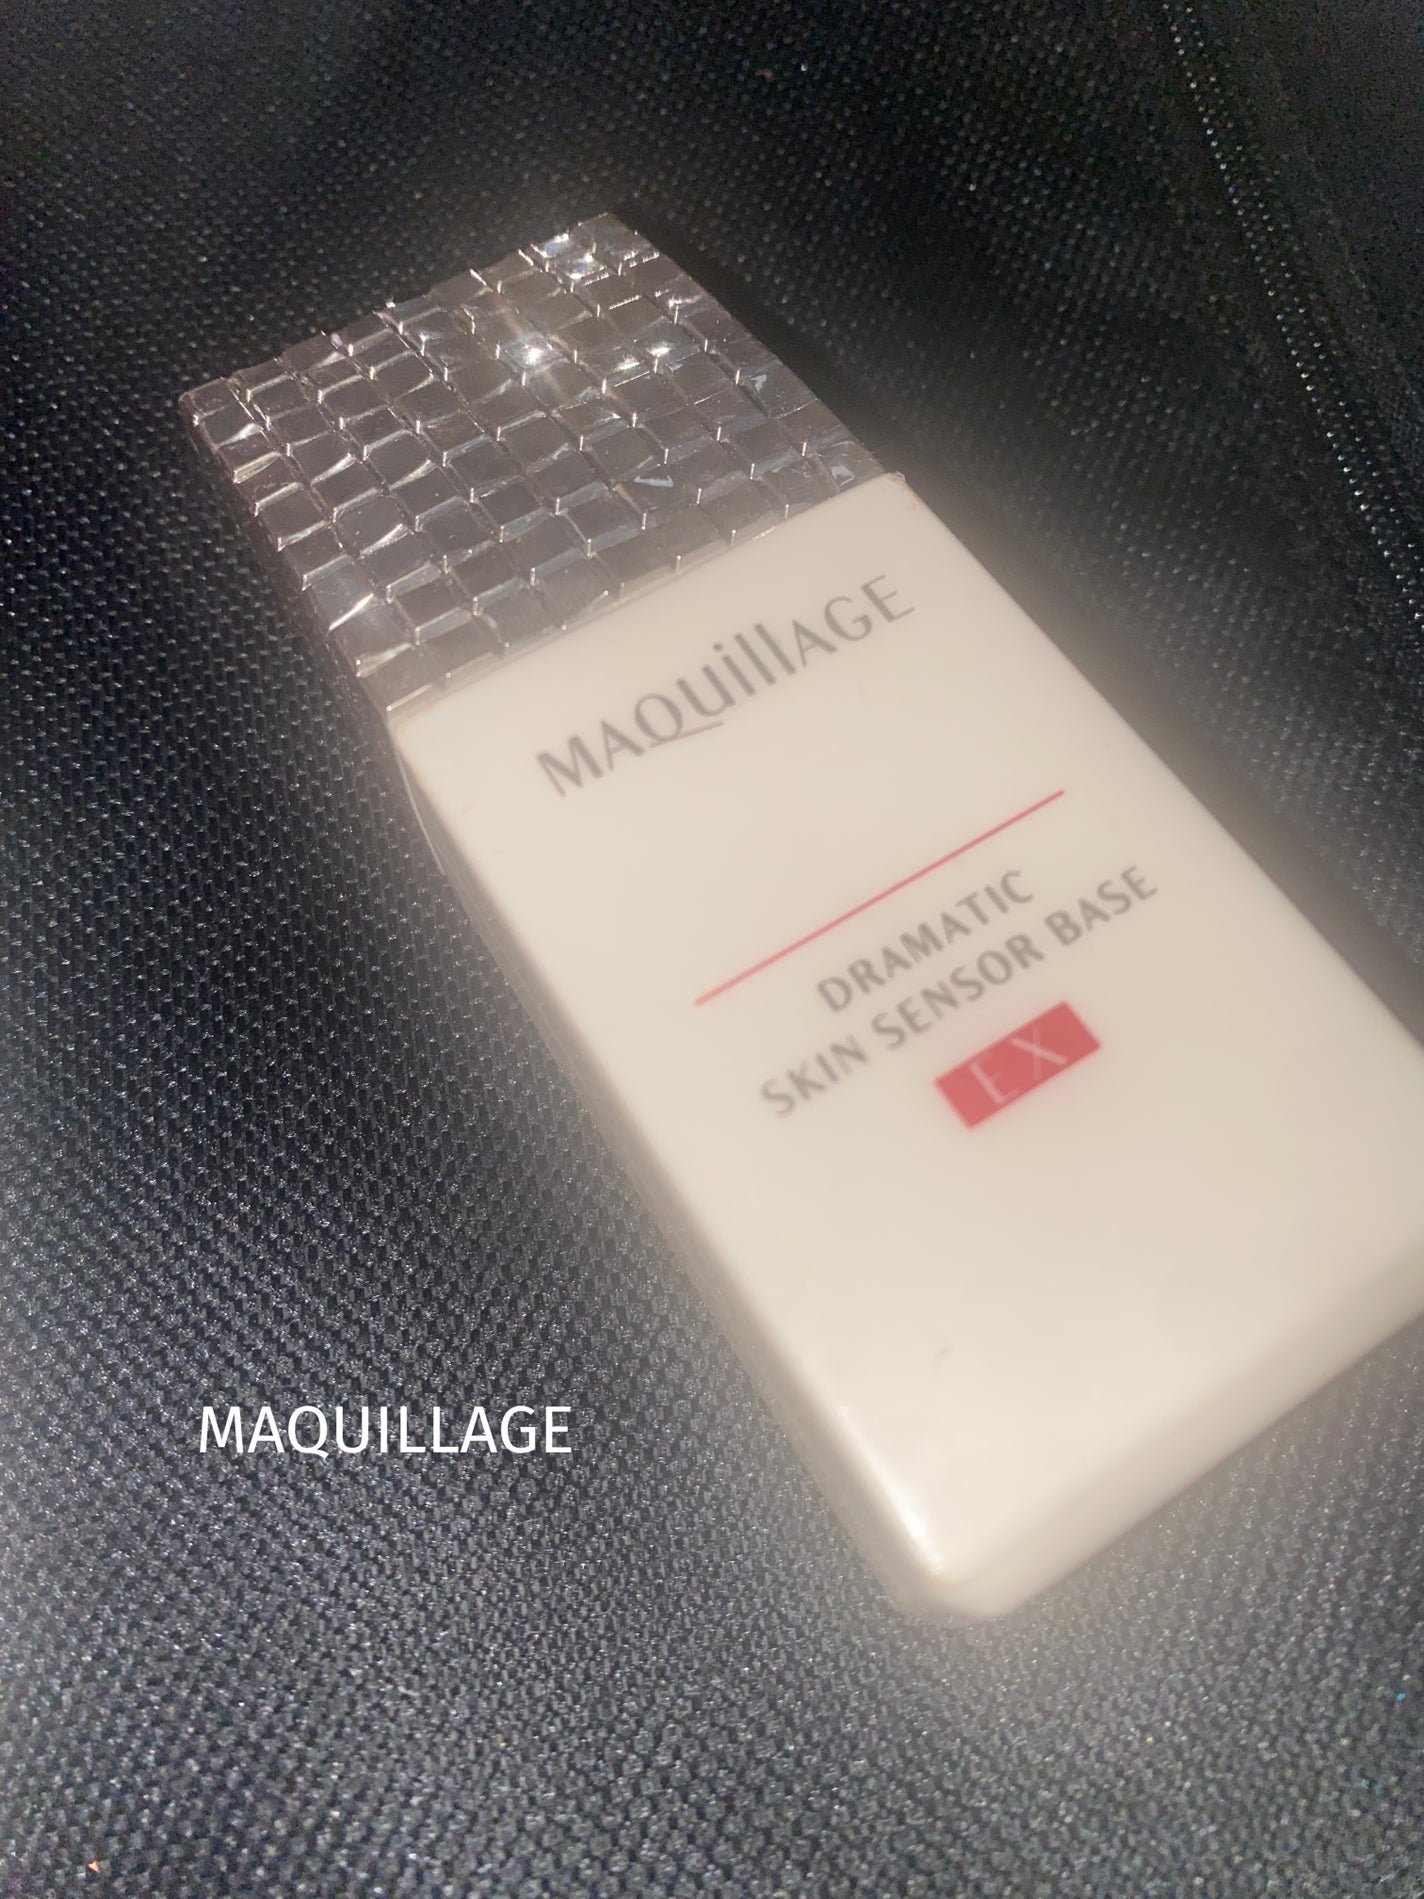 MAQuillAGE
DRAMATIC
SKIN SENSOR BASE
EX
MAQUILLAGE